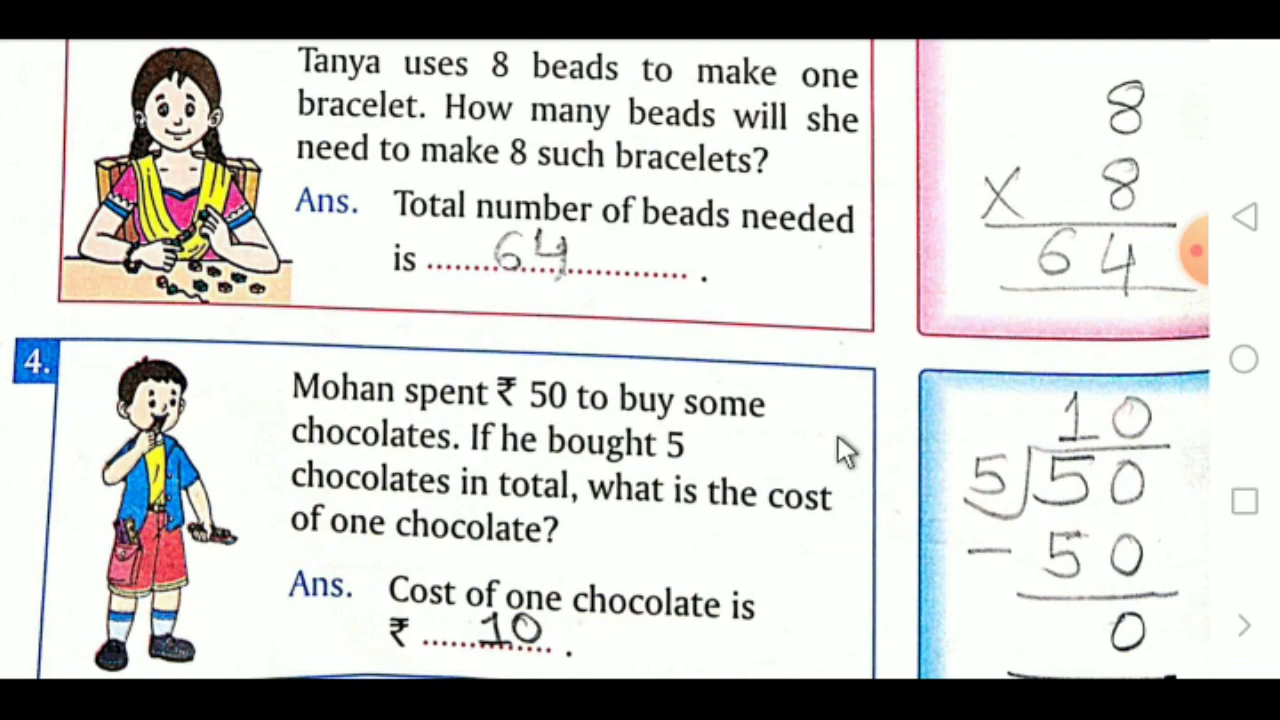 Tanya uses 8 beads to make one
bracelet. How many beads will she
need to make 8 such bracelets?
Ans. Total number of beads needed
is ......64.................. .
8
× 8
64
4.
Mohan spent ₹ 50 to buy some
chocolates. If he bought 5
chocolates in total, what is the cost
of one chocolate?
Ans. Cost of one chocolate is
₹ ......10...... .
10
5)50
- 50
0